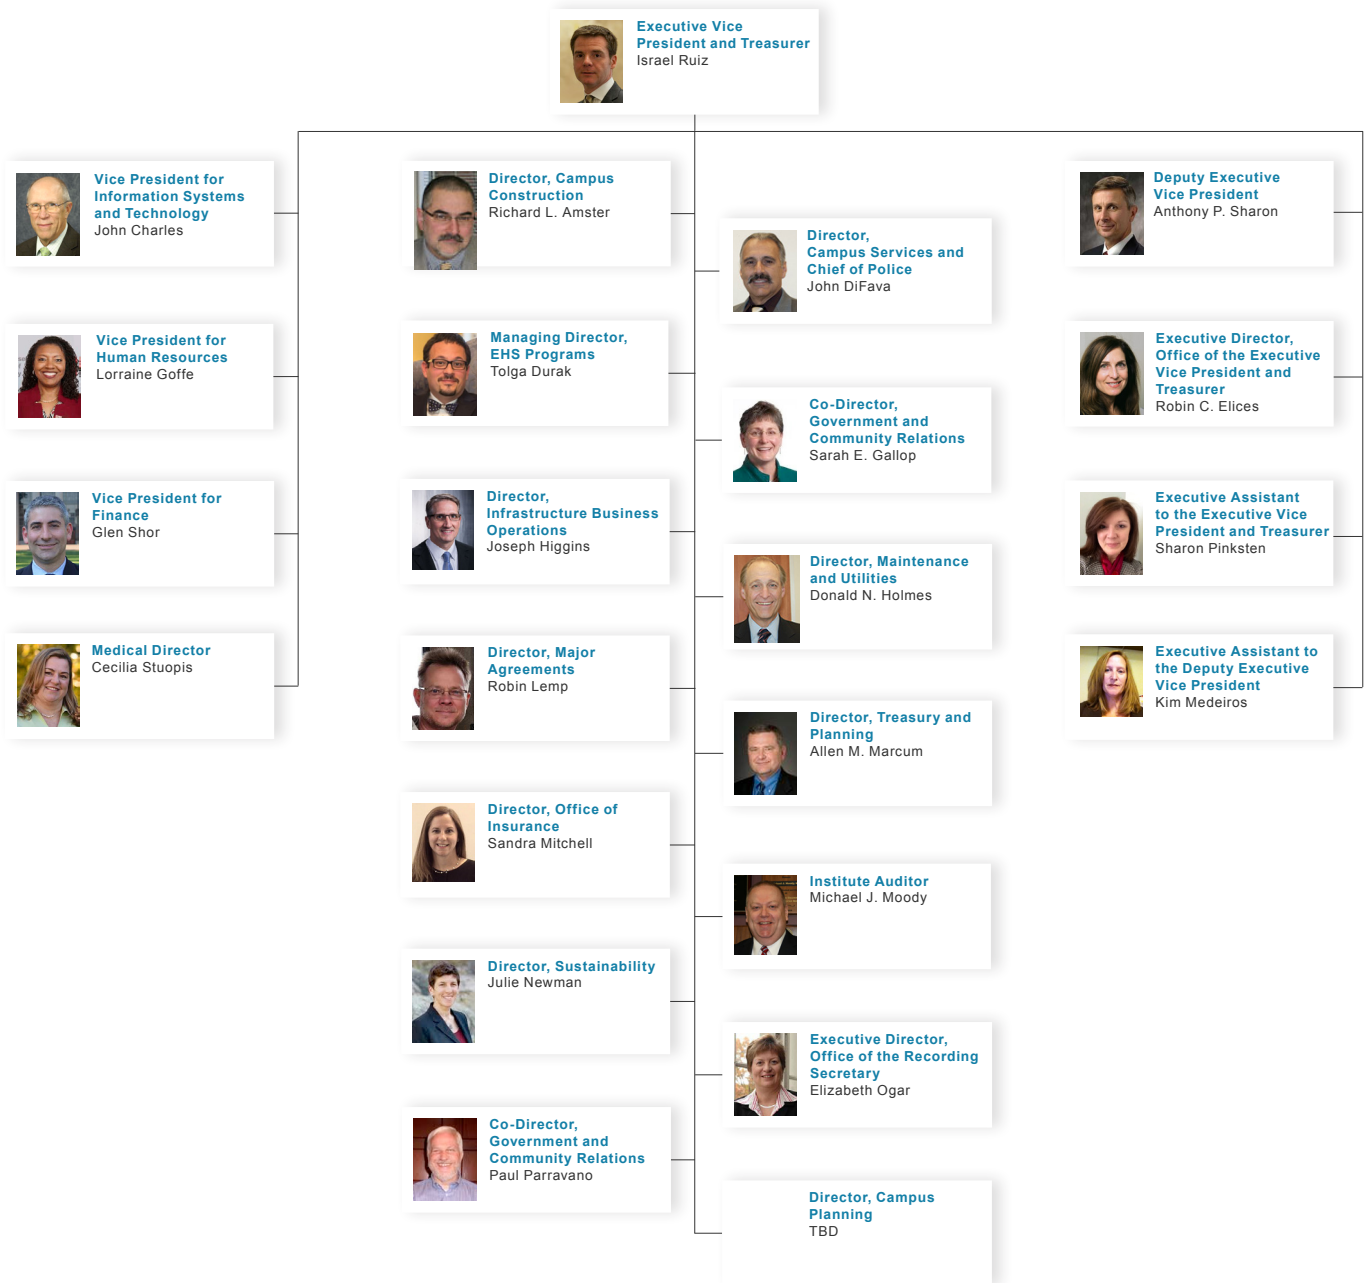 Executive Vice
President and Treasurer
Israel Ruiz
Vice President for
Information Systems
and Technology
John Charles
Vice President for
Human Resources
Lorraine Goffe
Vice President for
Finance
Glen Shor
Medical Director
Cecilia Stuopis
Director, Campus
Construction
Richard L. Amster
Managing Director,
EHS Programs
Tolga Durak
Director,
Infrastructure Business
Operations
Joseph Higgins
Director, Major
Agreements
Robin Lemp
Director, Office of
Insurance
Sandra Mitchell
Director, Sustainability
Julie Newman
Co-Director,
Government and
Community Relations
Paul Parravano
Director,
Campus Services and
Chief of Police
John DiFava
Co-Director,
Government and
Community Relations
Sarah E. Gallop
Director, Maintenance
and Utilities
Donald N. Holmes
Director, Treasury and
Planning
Allen M. Marcum
Institute Auditor
Michael J. Moody
Executive Director,
Office of the Recording
Secretary
Elizabeth Ogar
Director, Campus
Planning
TBD
Deputy Executive
Vice President
Anthony P. Sharon
Executive Director,
Office of the Executive
Vice President and
Treasurer
Robin C. Elices
Executive Assistant
to the Executive Vice
President and Treasurer
Sharon Pinksten
Executive Assistant to
the Deputy Executive
Vice President
Kim Medeiros